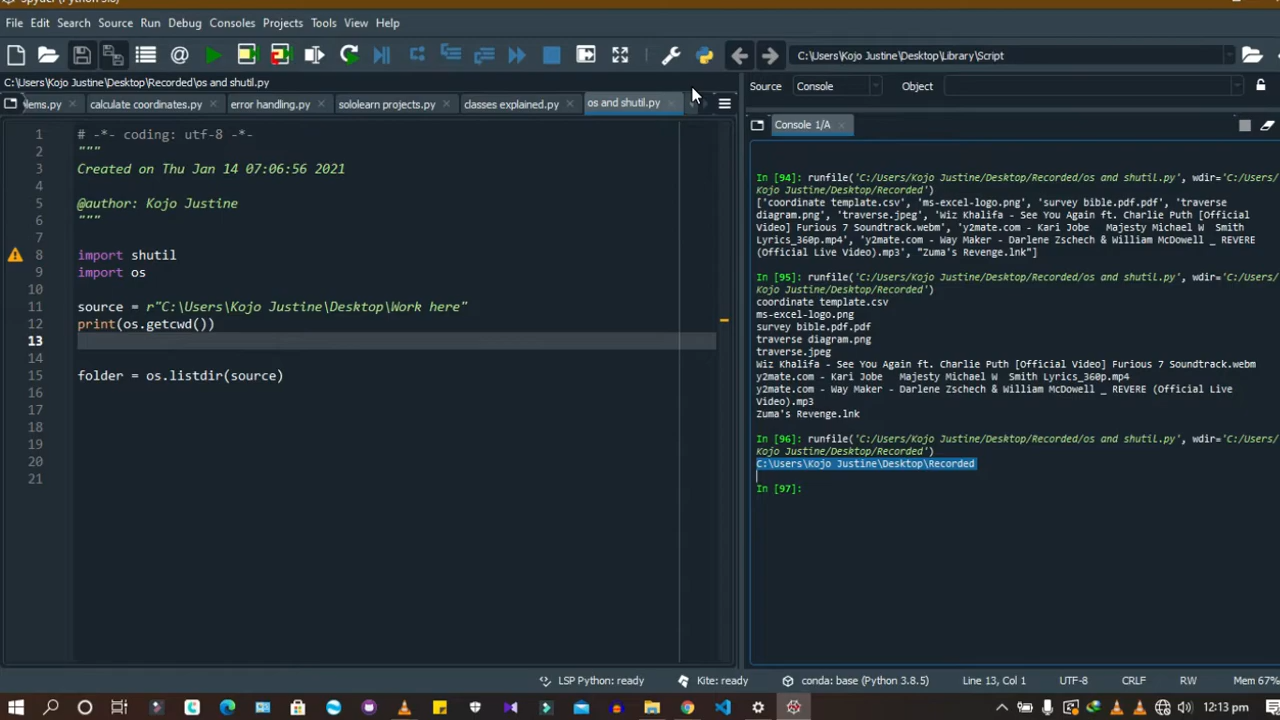 File Edit Search Source Run Debug Consoles Projects Tools View Help
C:\Users\Kojo Justine\Desktop\Library\Script
C:\Users\Kojo Justine\Desktop\Recorded\os and shutil.py
lems.py calculate coordinates.py error handling.py sololearn projects.py classes explained.py os and shutil.py
1 # -*- coding: utf-8 -*-
2 """
3 Created on Thu Jan 14 07:06:56 2021
4
5 @author: Kojo Justine
6 """
7
8 import shutil
9 import os
10
11 source = r"C:\Users\Kojo Justine\Desktop\Work here"
12 print(os.getcwd())
13
14
15 folder = os.listdir(source)
16
17
18
19
20
21
Source Console Object
Console 1/A
In [94]: runfile('C:/Users/Kojo Justine/Desktop/Recorded/os and shutil.py', wdir='C:/Users/
Kojo Justine/Desktop/Recorded')
['coordinate template.csv', 'ms-excel-logo.png', 'survey bible.pdf.pdf', 'traverse
diagram.png', 'traverse.jpeg', 'Wiz Khalifa - See You Again ft. Charlie Puth [Official
Video] Furious 7 Soundtrack.webm', 'y2mate.com - Kari Jobe Majesty Michael W Smith
Lyrics_360p.mp4', 'y2mate.com - Way Maker - Darlene Zschech & William McDowell _ REVERE
(Official Live Video).mp3', "Zuma's Revenge.lnk"]
In [95]: runfile('C:/Users/Kojo Justine/Desktop/Recorded/os and shutil.py', wdir='C:/Users/
Kojo Justine/Desktop/Recorded')
coordinate template.csv
ms-excel-logo.png
survey bible.pdf.pdf
traverse diagram.png
traverse.jpeg
Wiz Khalifa - See You Again ft. Charlie Puth [Official Video] Furious 7 Soundtrack.webm
y2mate.com - Kari Jobe Majesty Michael W Smith Lyrics_360p.mp4
y2mate.com - Way Maker - Darlene Zschech & William McDowell _ REVERE (Official Live
Video).mp3
Zuma's Revenge.lnk
In [96]: runfile('C:/Users/Kojo Justine/Desktop/Recorded/os and shutil.py', wdir='C:/Users/
Kojo Justine/Desktop/Recorded')
C:\Users\Kojo Justine\Desktop\Recorded
In [97]:
LSP Python: ready Kite: ready conda: base (Python 3.8.5) Line 13, Col 1 UTF-8 CRLF RW Mem 67%
12:13 pm